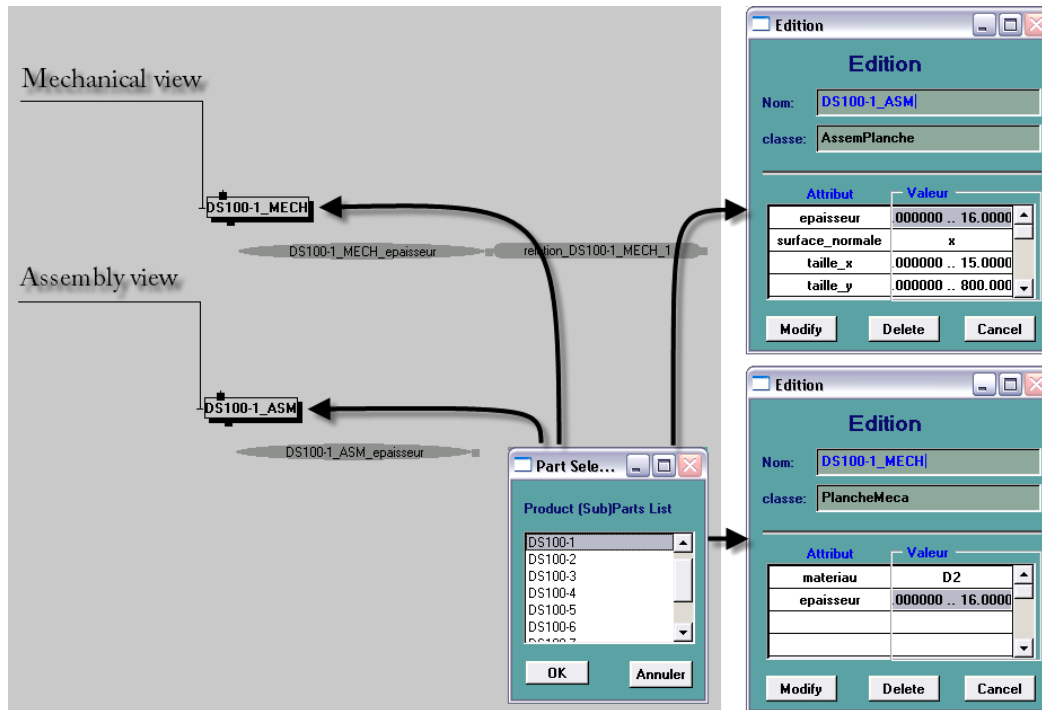 Mechanical view
DS100-1_MECH
DS100-1_MECH_epaisseur
relation_DS100-1_MECH_1
Assembly view
DS100-1_ASM
DS100-1_ASM_epaisseur
Part Sele...
Product (Sub)Parts List
DS100-1
DS100-2
DS100-3
DS100-4
DS100-5
DS100-6
DS100-7
OK Annuler
Edition
Edition
Nom: DS100-1_ASM
classe: AssemPlanche
Attribut Valeur
epaisseur .000000 .. 16.0000
surface_normale x
taille_x .000000 .. 15.0000
taille_y .000000 .. 800.000
Modify Delete Cancel
Edition
Edition
Nom: DS100-1_MECH
classe: PlancheMeca
Attribut Valeur
materiau D2
epaisseur .000000 .. 16.0000
Modify Delete Cancel